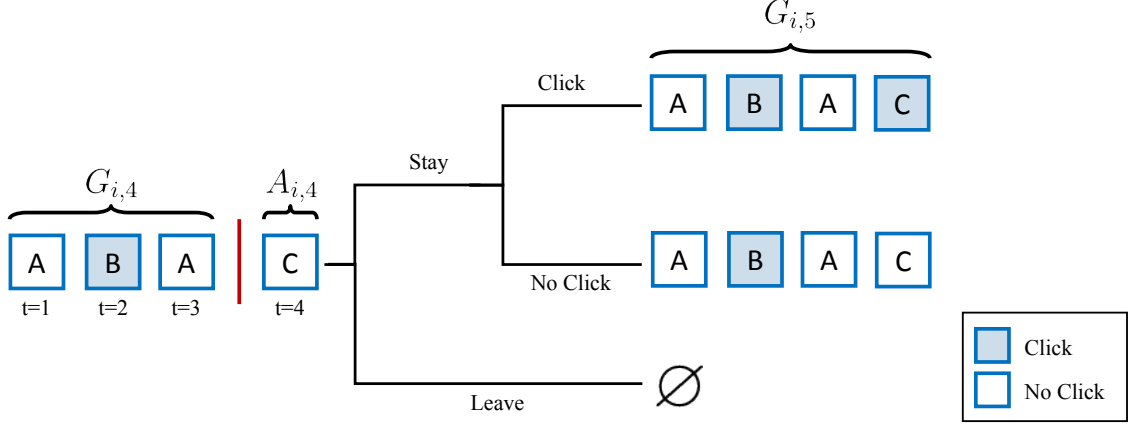 G_{i,5}
Click
A B A C
Stay
G_{i,4}
A_{i,4}
A B A C
t=1 t=2 t=3 t=4
No Click
A B A C
Leave
∅
Click
No Click